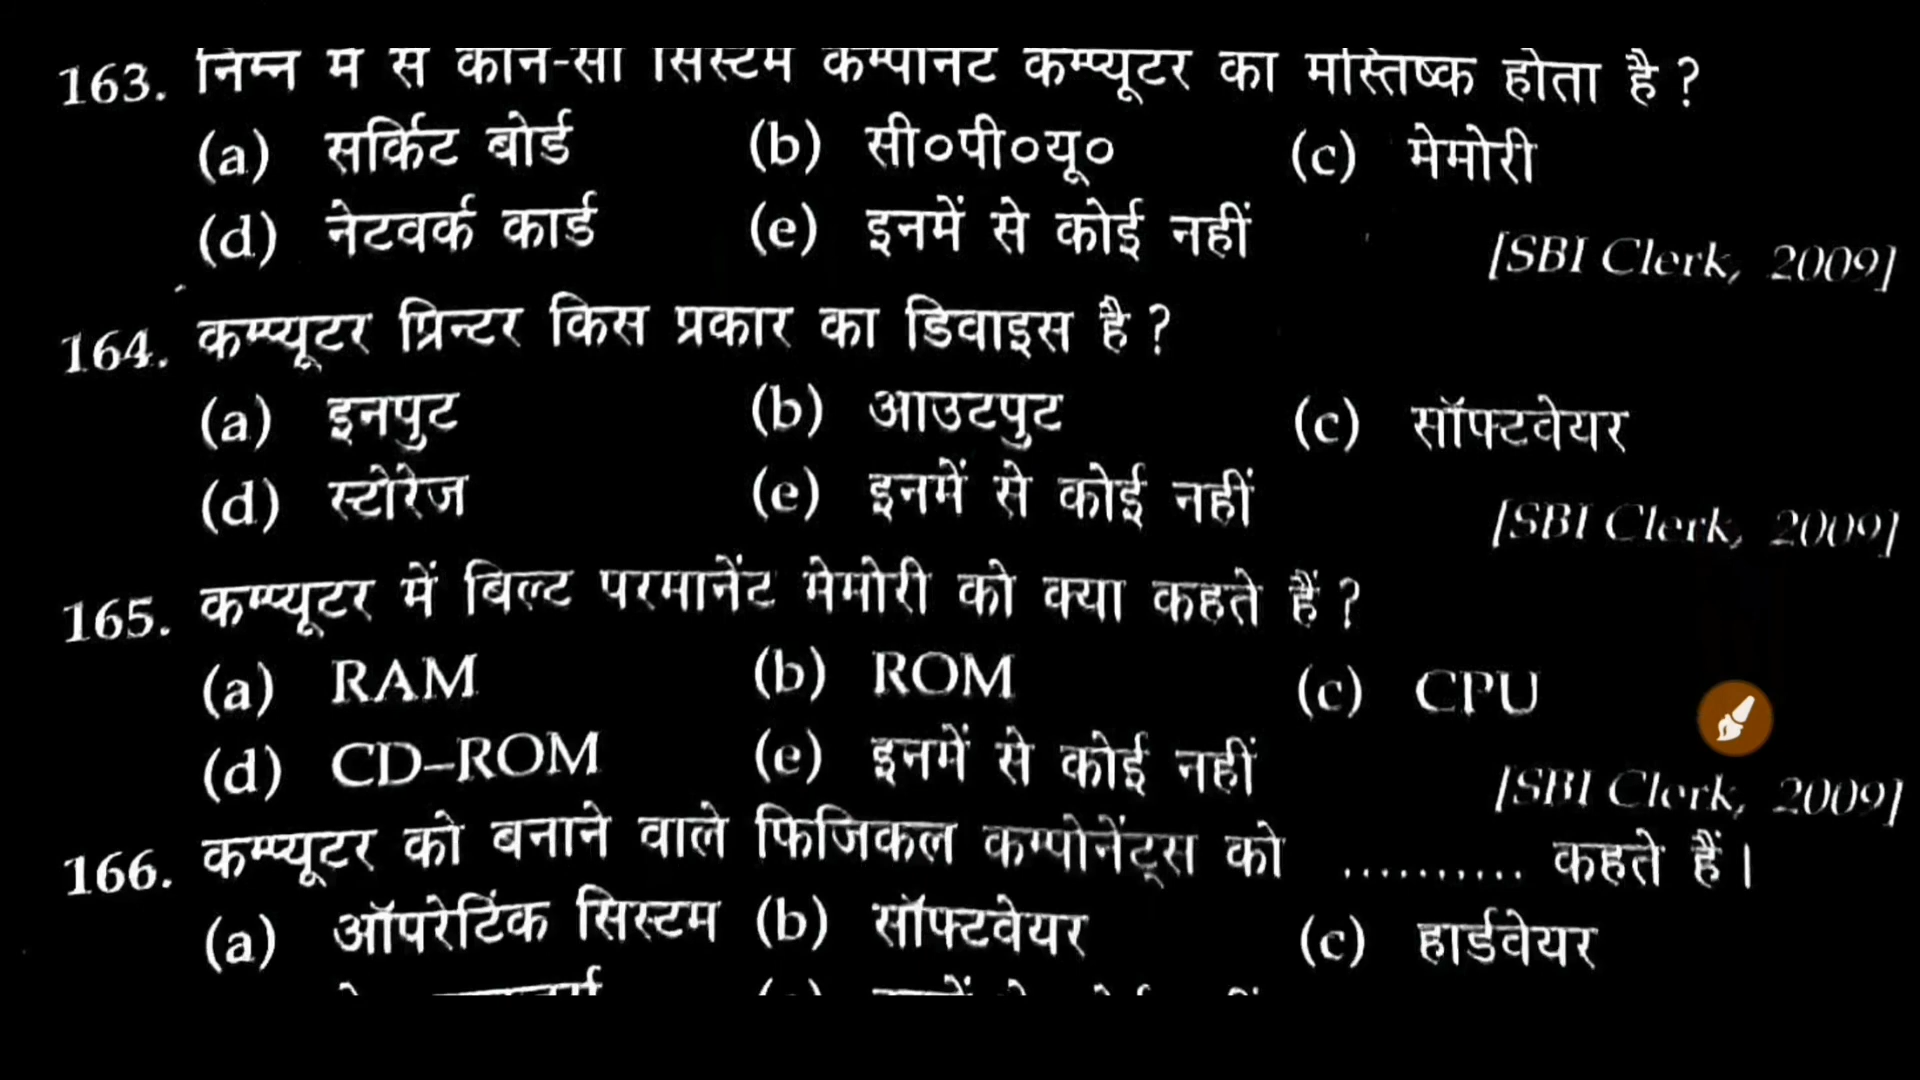 163. निम्न में से कौन-सा सिस्टम कम्पोनेंट कम्प्यूटर का मस्तिष्क होता है ?
(a) सर्किट बोर्ड (b) सी०पी०यू० (c) मेमोरी
(d) नेटवर्क कार्ड (e) इनमें से कोई नहीं
[SBI Clerk, 2009]
164. कम्प्यूटर प्रिन्टर किस प्रकार का डिवाइस है ?
(a) इनपुट (b) आउटपुट (c) सॉफ्टवेयर
(d) स्टोरेज (e) इनमें से कोई नहीं
[SBI Clerk, 2009]
165. कम्प्यूटर में बिल्ट परमानेंट मेमोरी को क्या कहते हैं ?
(a) RAM (b) ROM (c) CPU
(d) CD–ROM (e) इनमें से कोई नहीं
[SBI Clerk, 2009]
166. कम्प्यूटर को बनाने वाले फिजिकल कम्पोनेंट्स को .......... कहते हैं ।
(a) ऑपरेटिंक सिस्टम (b) सॉफ्टवेयर (c) हार्डवेयर